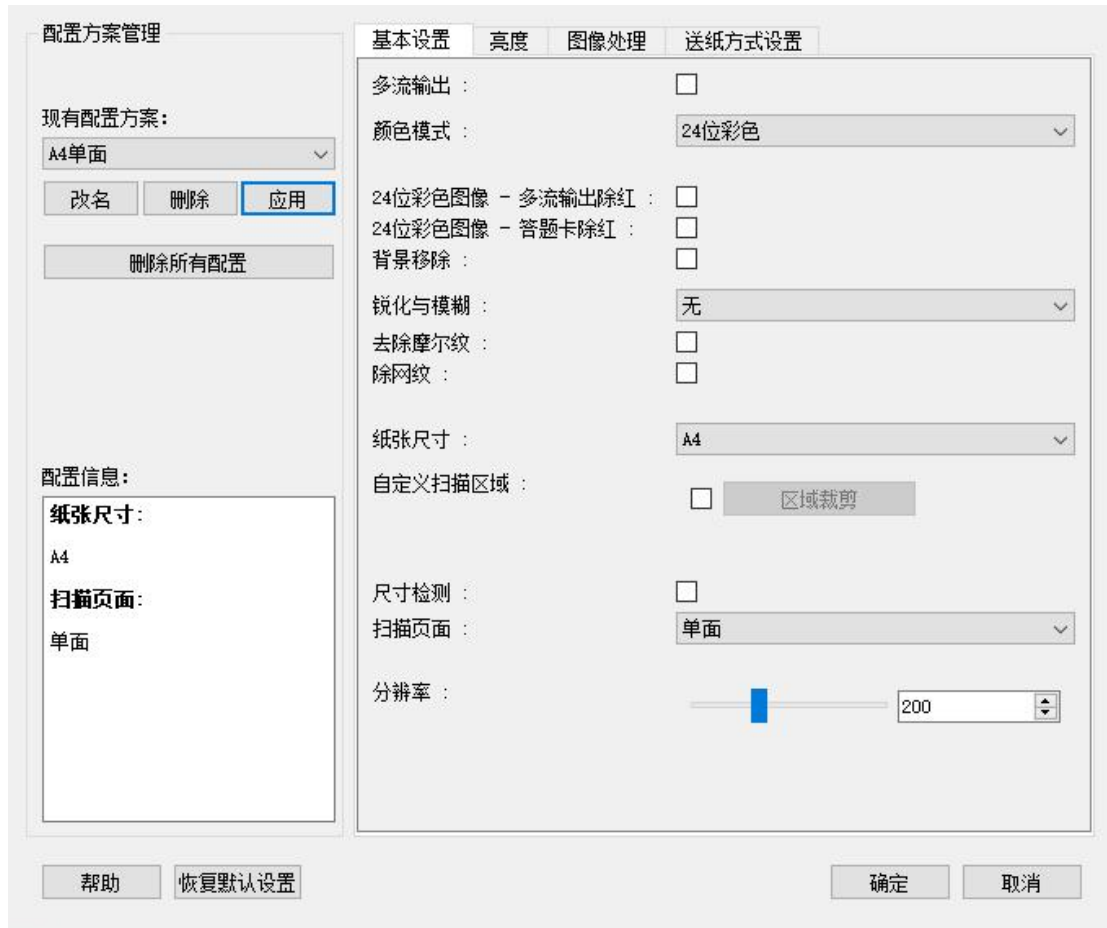 配置方案管理
现有配置方案：
A4单面
改名 删除 应用
删除所有配置
配置信息：
纸张尺寸：
A4
扫描页面：
单面
基本设置 亮度 图像处理 送纸方式设置
多流输出 :
颜色模式 : 24位彩色
24位彩色图像 - 多流输出除红 :
24位彩色图像 - 答题卡除红 :
背景移除 :
锐化与模糊 : 无
去除摩尔纹 :
除网纹 :
纸张尺寸 : A4
自定义扫描区域 : 区域裁剪
尺寸检测 :
扫描页面 : 单面
分辨率 : 200
帮助 恢复默认设置 确定 取消